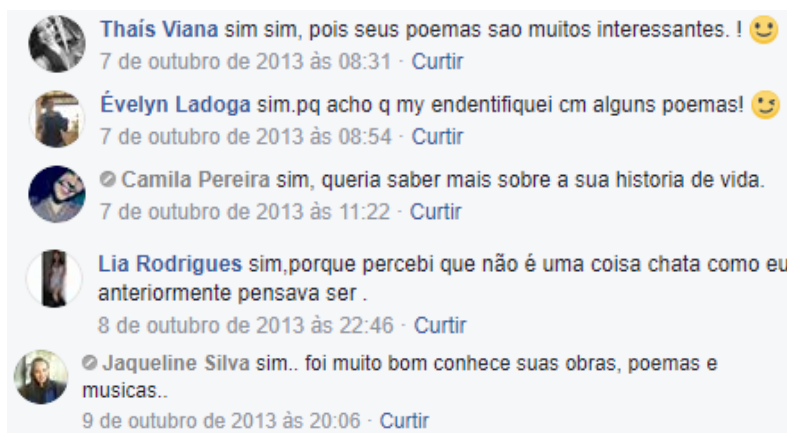 Thaís Viana sim sim, pois seus poemas sao muitos interessantes. !
7 de outubro de 2013 às 08:31 · Curtir
Évelyn Ladoga sim.pq acho q my endentifiquei cm alguns poemas!
7 de outubro de 2013 às 08:54 · Curtir
Camila Pereira sim, queria saber mais sobre a sua historia de vida.
7 de outubro de 2013 às 11:22 · Curtir
Lia Rodrigues sim,porque percebi que não é uma coisa chata como eu
anteriormente pensava ser .
8 de outubro de 2013 às 22:46 · Curtir
Jaqueline Silva sim.. foi muito bom conhece suas obras, poemas e
musicas..
9 de outubro de 2013 às 20:06 · Curtir